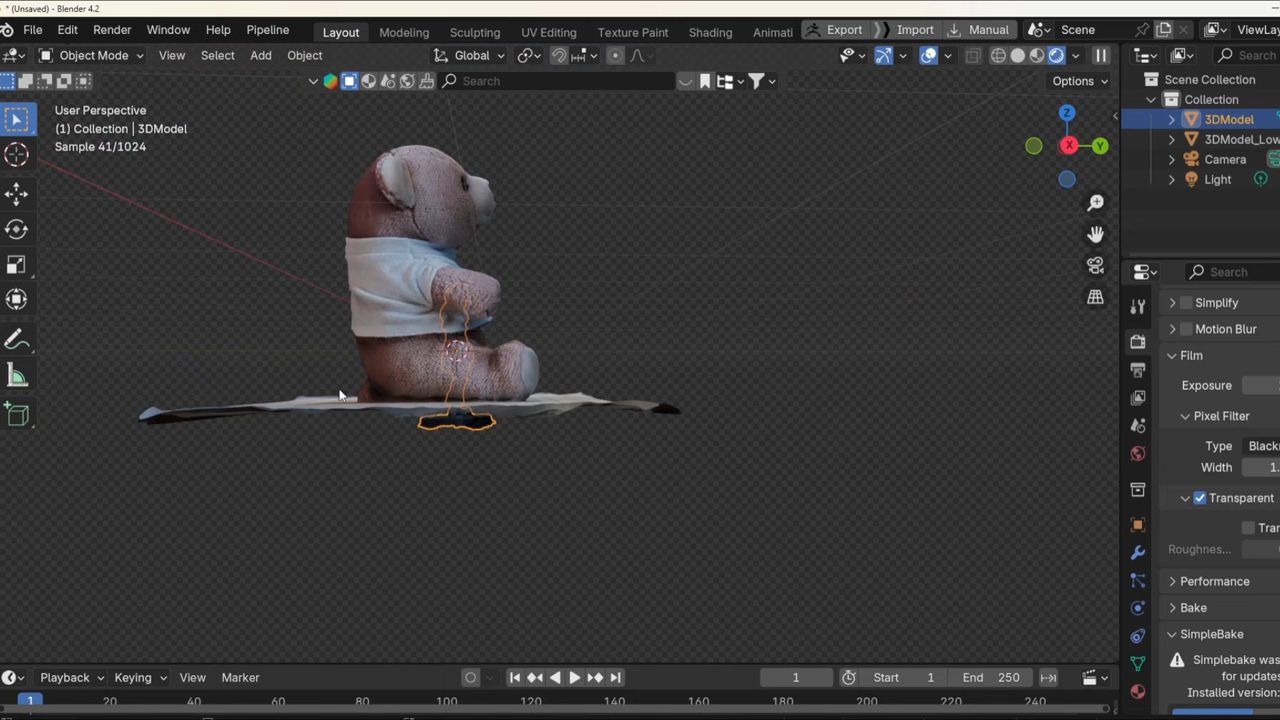 * (Unsaved) - Blender 4.2
File Edit Render Window Help Pipeline Layout Modeling Sculpting UV Editing Texture Paint Shading Animati Export Import Manual Scene ViewLay
Object Mode View Select Add Object Global Search
Search Options
User Perspective
(1) Collection | 3DModel
Sample 41/1024
Z
X Y
Scene Collection
Collection
3DModel
3DModel_Low
Camera
Light
Search
Simplify
Motion Blur
Film
Exposure
Pixel Filter
Type Black
Width 1.
Transparent
Tran
Roughnes...
Performance
Bake
SimpleBake
Simplebake was
for updates
Installed version:
Playback Keying View Marker 1 Start 1 End 250
1 20 40 60 80 100 120 140 160 180 200 220 240